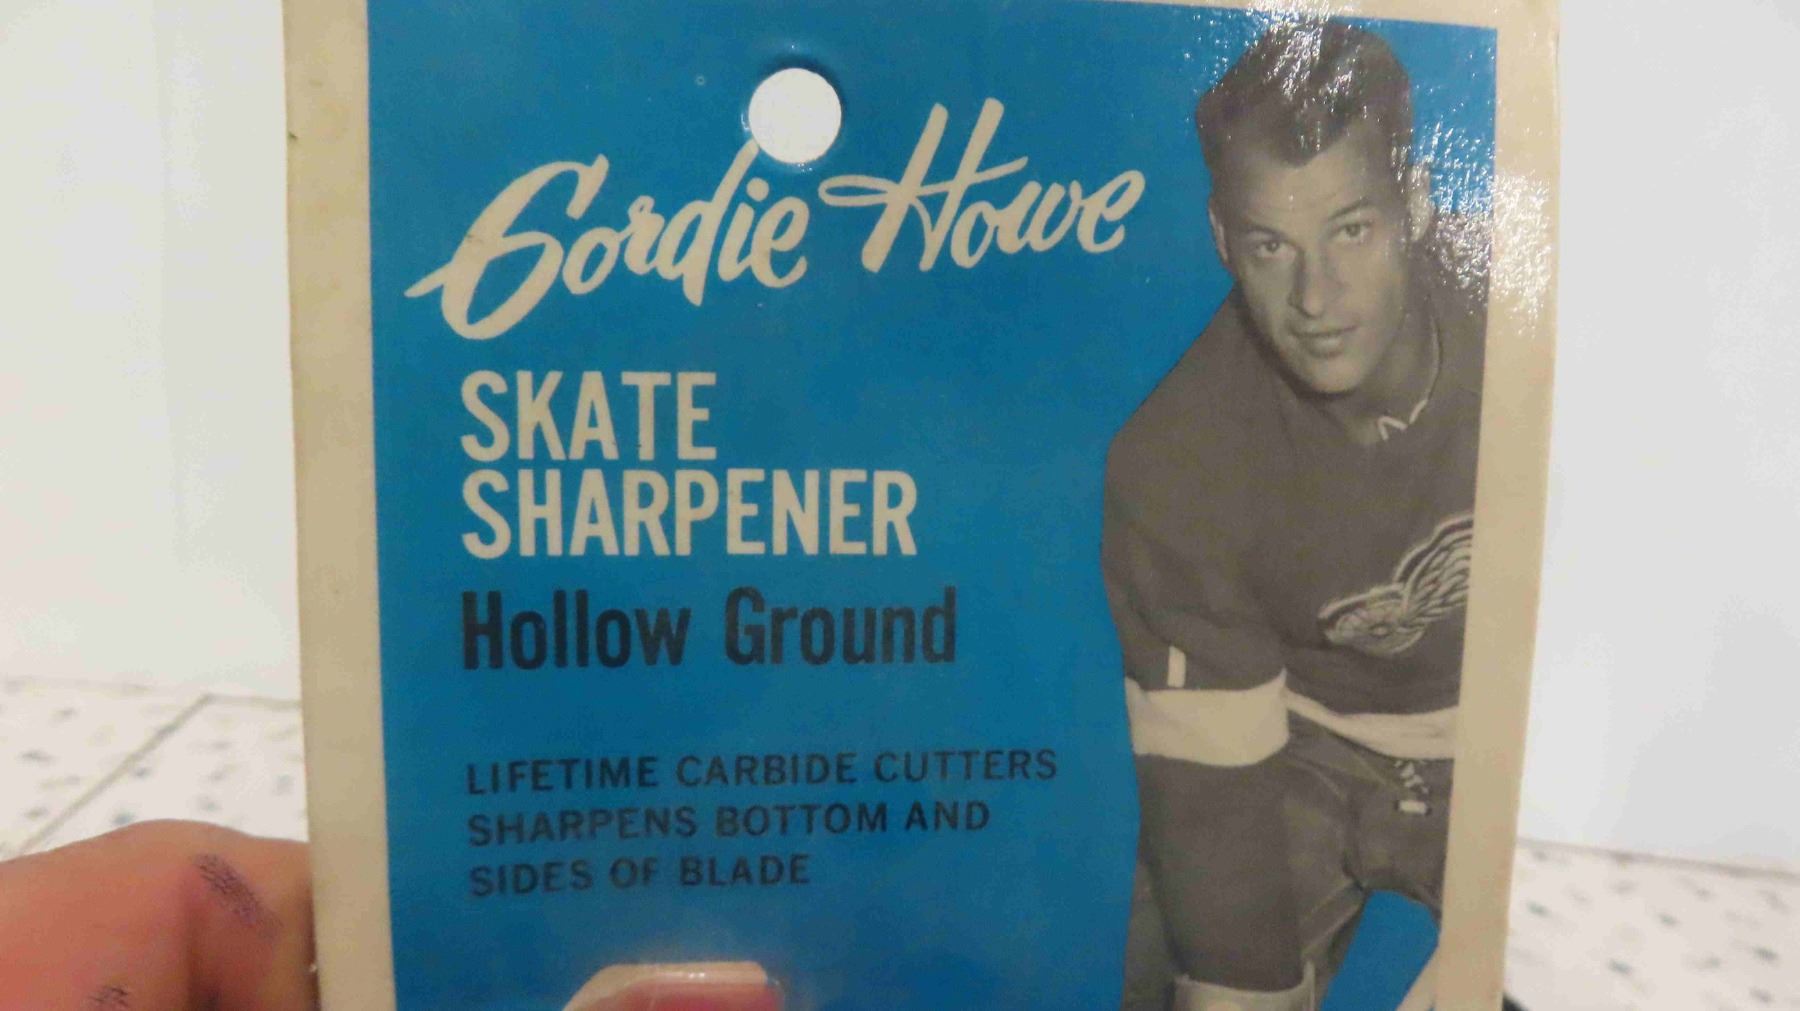 Gordie Howe
SKATE
SHARPENER
Hollow Ground
LIFETIME CARBIDE CUTTERS
SHARPENS BOTTOM AND
SIDES OF BLADE